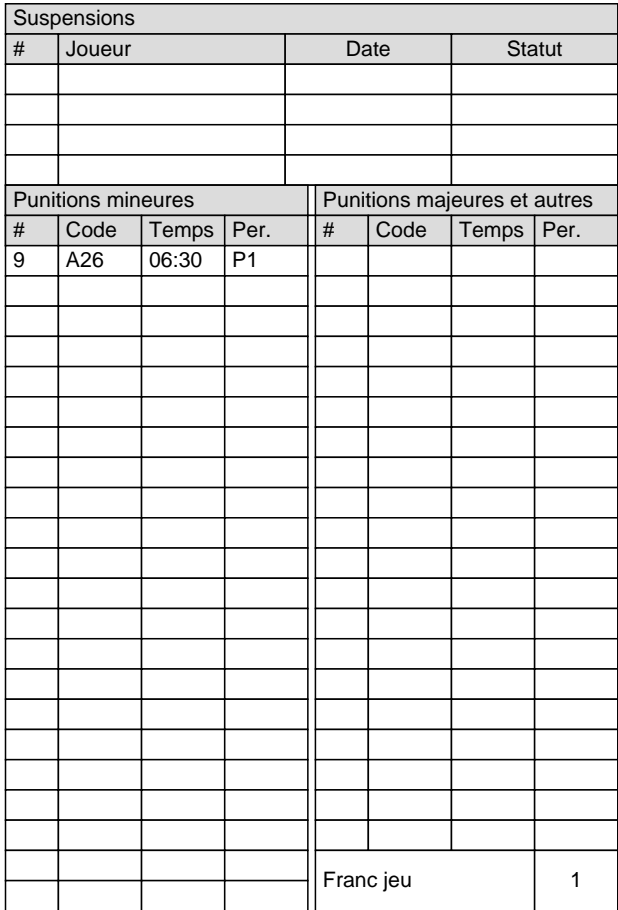 Suspensions
# Joueur Date Statut
Punitions mineures Punitions majeures et autres
# Code Temps Per. # Code Temps Per.
9 A26 06:30 P1
Franc jeu 1